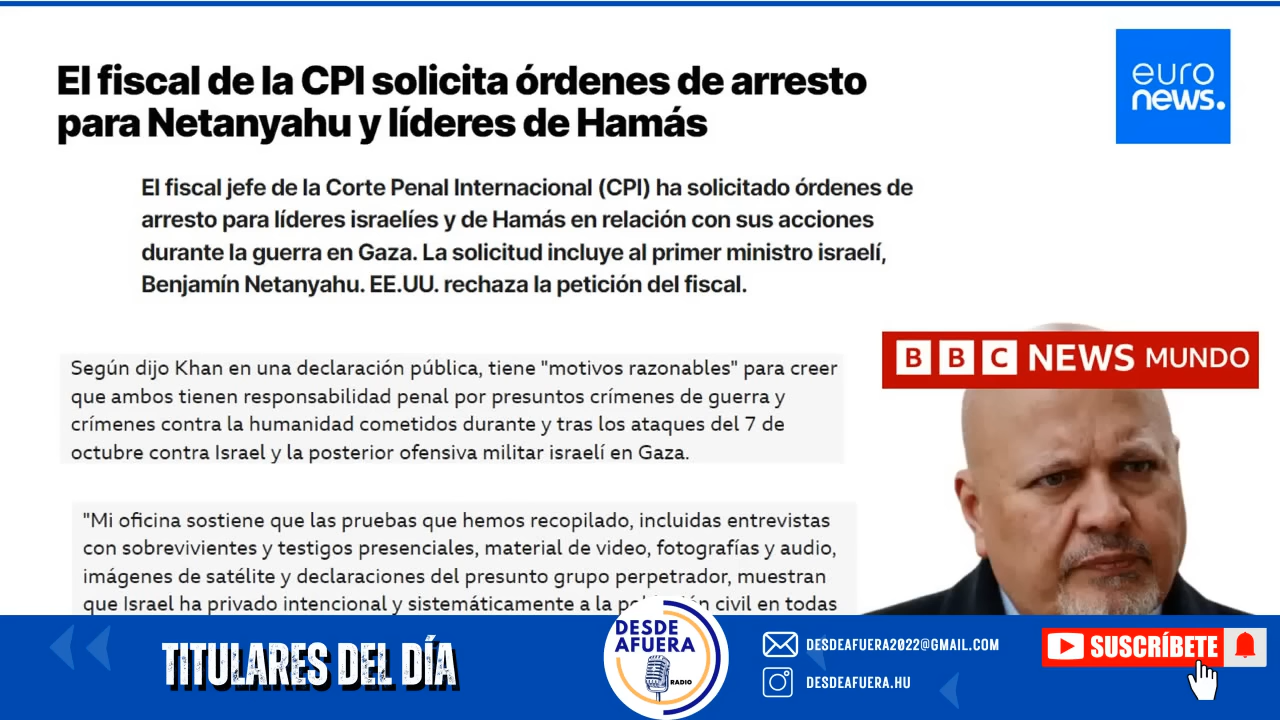 El fiscal de la CPI solicita órdenes de arresto
para Netanyahu y líderes de Hamás
euro
news.
El fiscal jefe de la Corte Penal Internacional (CPI) ha solicitado órdenes de
arresto para líderes israelíes y de Hamás en relación con sus acciones
durante la guerra en Gaza. La solicitud incluye al primer ministro israelí,
Benjamín Netanyahu. EE.UU. rechaza la petición del fiscal.
BBC NEWS MUNDO
Según dijo Khan en una declaración pública, tiene "motivos razonables" para creer
que ambos tienen responsabilidad penal por presuntos crímenes de guerra y
crímenes contra la humanidad cometidos durante y tras los ataques del 7 de
octubre contra Israel y la posterior ofensiva militar israelí en Gaza.
"Mi oficina sostiene que las pruebas que hemos recopilado, incluidas entrevistas
con sobrevivientes y testigos presenciales, material de video, fotografías y audio,
imágenes de satélite y declaraciones del presunto grupo perpetrador, muestran
que Israel ha privado intencional y sistemáticamente a la civil en todas
TITULARES DEL DÍA
DESDE
AFUERA
RADIO
DESDEAFUERA2022@GMAIL.COM
DESDEAFUERA.HU
SUSCRÍBETE